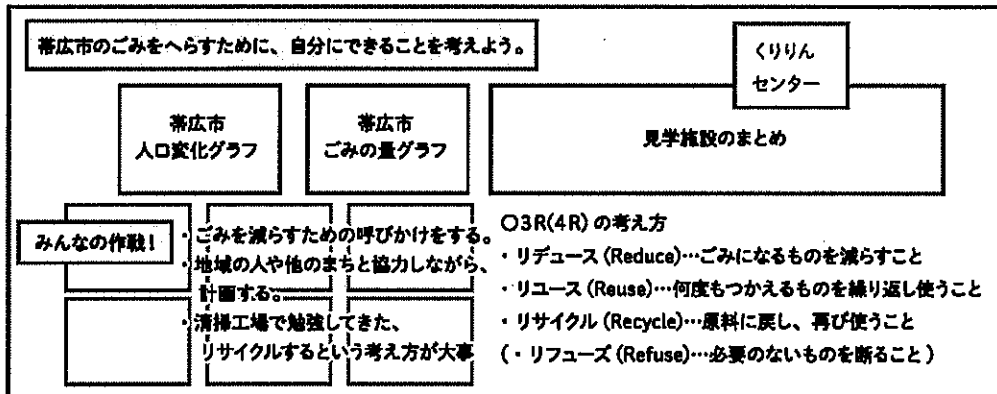 帯広市のごみをへらすために、自分にできることを考えよう。
くりりん
センター
帯広市
人口変化グラフ
帯広市
ごみの量グラフ
見学施設のまとめ
みんなの作戦!
・ごみを減らすための呼びかけをする。
・地域の人や他のまちと協力しながら、
計画する。
・清掃工場で勉強してきた、
リサイクルするという考え方が大事
○3R(4R)の考え方
・リデュース(Reduce)…ごみになるものを減らすこと
・リユース(Reuse)…何度もつかえるものを繰り返し使うこと
・リサイクル(Recycle)…原料に戻し、再び使うこと
(・リフューズ(Refuse)…必要のないものを断ること)